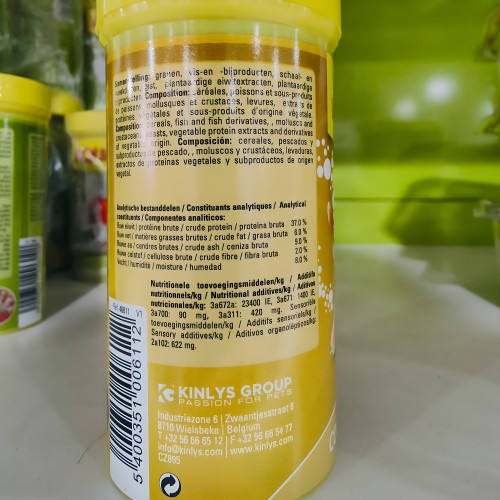 Samenstelling: granen, vis-en -bijproducten, schaal- en
weekdieren, gist, plantaardige eiwitextracten, plantaardige
bijproducten. Composition: céréales, poissons et sous-produits
de poissons, mollusques et crustacés, levures, extraits de
protéines végétales et sous-produits d'origine végétale.
Composition: cereals, fish and fish derivatives, , moluscs and
crustaceans, yeasts, vegetable protein extracts and derivatives
of vegetable origin. Composición: cereales, pescados y
subproductos de pescado, , moluscos y crustáceos, levaduras,
extractos de proteínas vegetales y subproductos de origen
vegetal.
Analytische bestanddelen / Constituants analytiques / Analytical
constituents / Componentes analíticos:
Ruw eiwit / protéine brute / crude protein / proteína bruta 37.0 %
Ruw vet / matières grasses brutes / crude fat / grasa bruta 6.0 %
Ruwe as / cendres brutes / crude ash / ceniza bruta 9.0 %
Ruwe celstof / cellulose brute / crude fibre / fibra bruta 2.0 %
Vocht / humidité / moisture / humedad 8.0 %
Nutritionele toevoegingsmiddelen/kg / Additifs
nutritionnels/kg / Nutritional additives/kg / Aditivos
nutricionales/kg: 3a672a: 23400 IE, 3a671: 1400 IE,
3a700: 90 mg, 3a311: 420 mg. Sensoriële
toevoegingsmiddelen/kg / Additifs sensoriels/kg /
Sensory additives/kg / Aditivos organolépticos/kg:
2a102: 622 mg.
5 400351 006112
KINLYS GROUP
PASSION FOR PETS
Industriezone 6 | Zwaantjesstraat 8
8710 Wielsbeke | Belgium
T +32 56 66 65 12 | F +32 56 66 54 77
info@kinlys.com | www.kinlys.com
CZ895